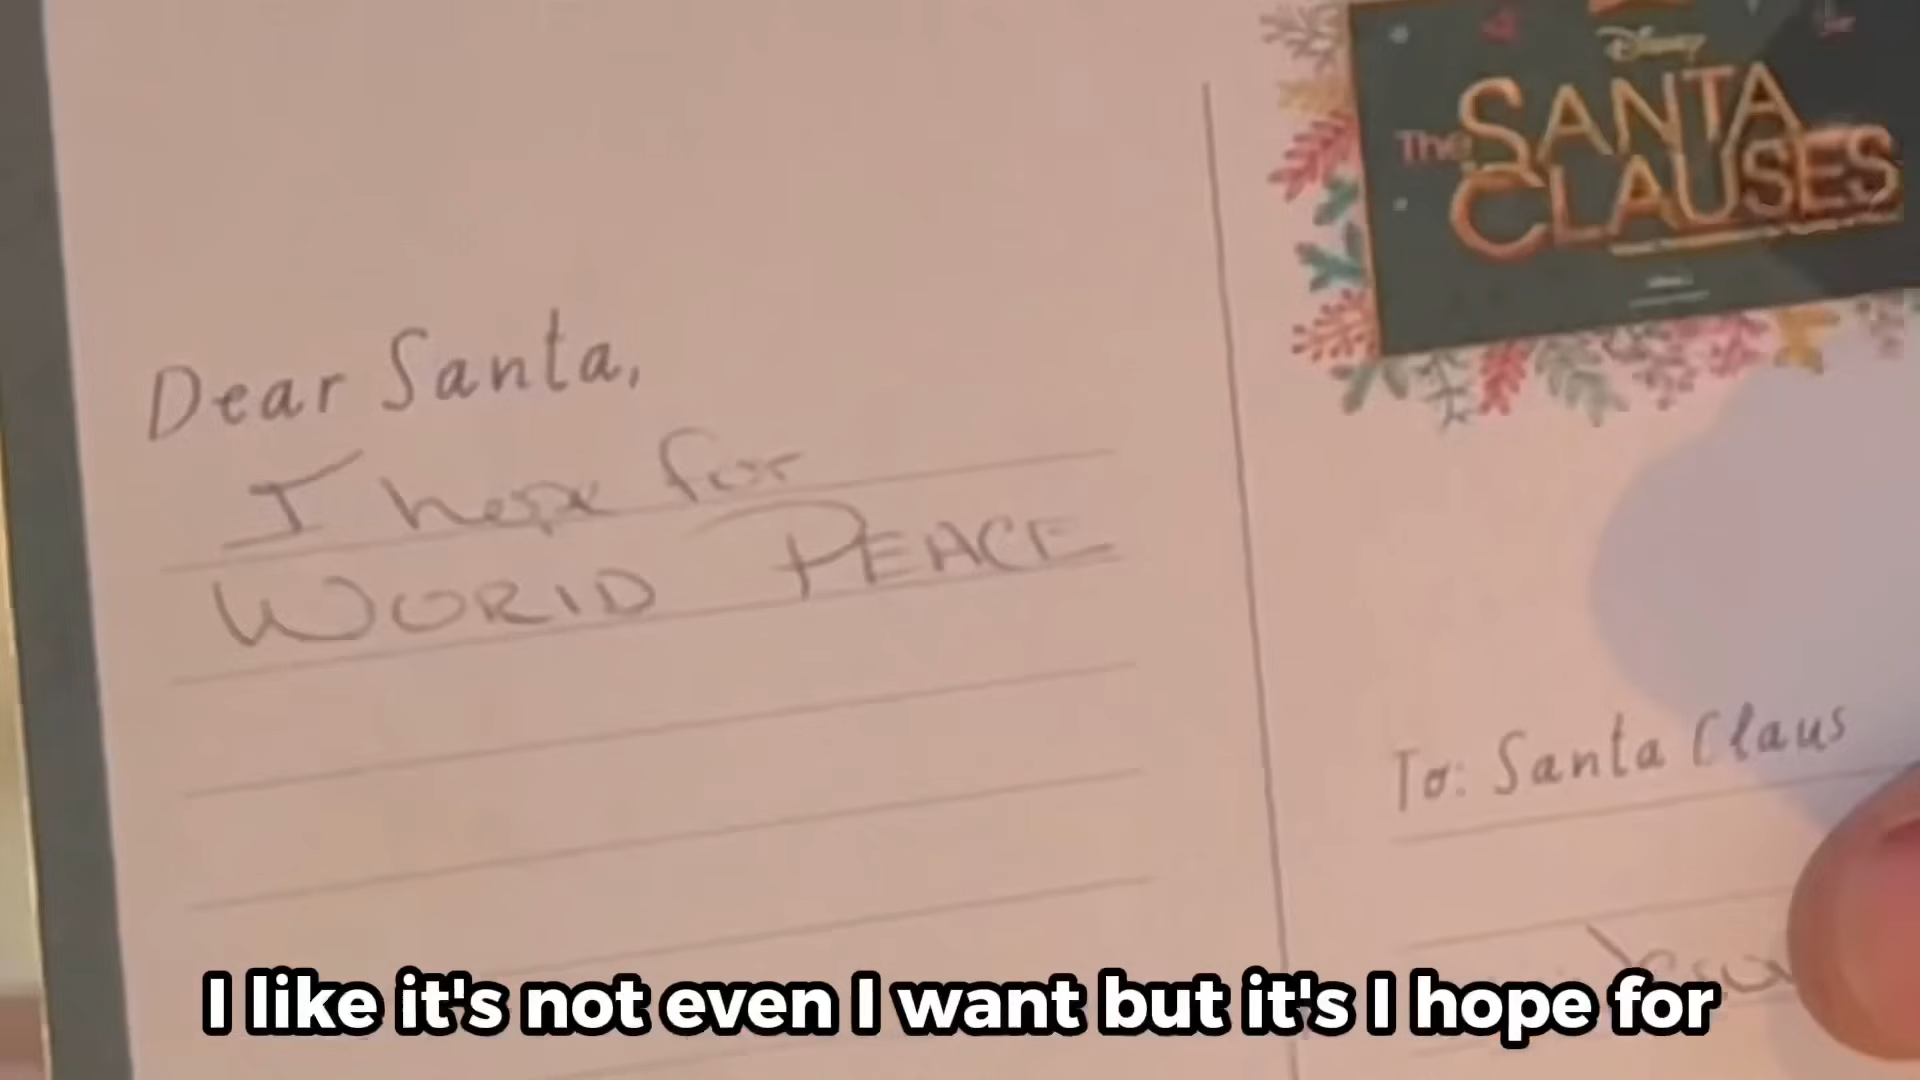 Disney
The SANTA
CLAUSES
Dear Santa,
I hope for
WORLD PEACE
To: Santa Claus
I like it's not even I want but it's I hope for